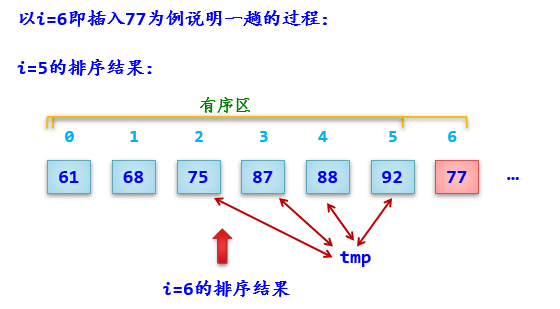 以i=6即插入77为例说明一趟的过程:
i=5的排序结果:
有序区
0 1 2 3 4 5 6
61 68 75 87 88 92 77 …
tmp
i=6的排序结果